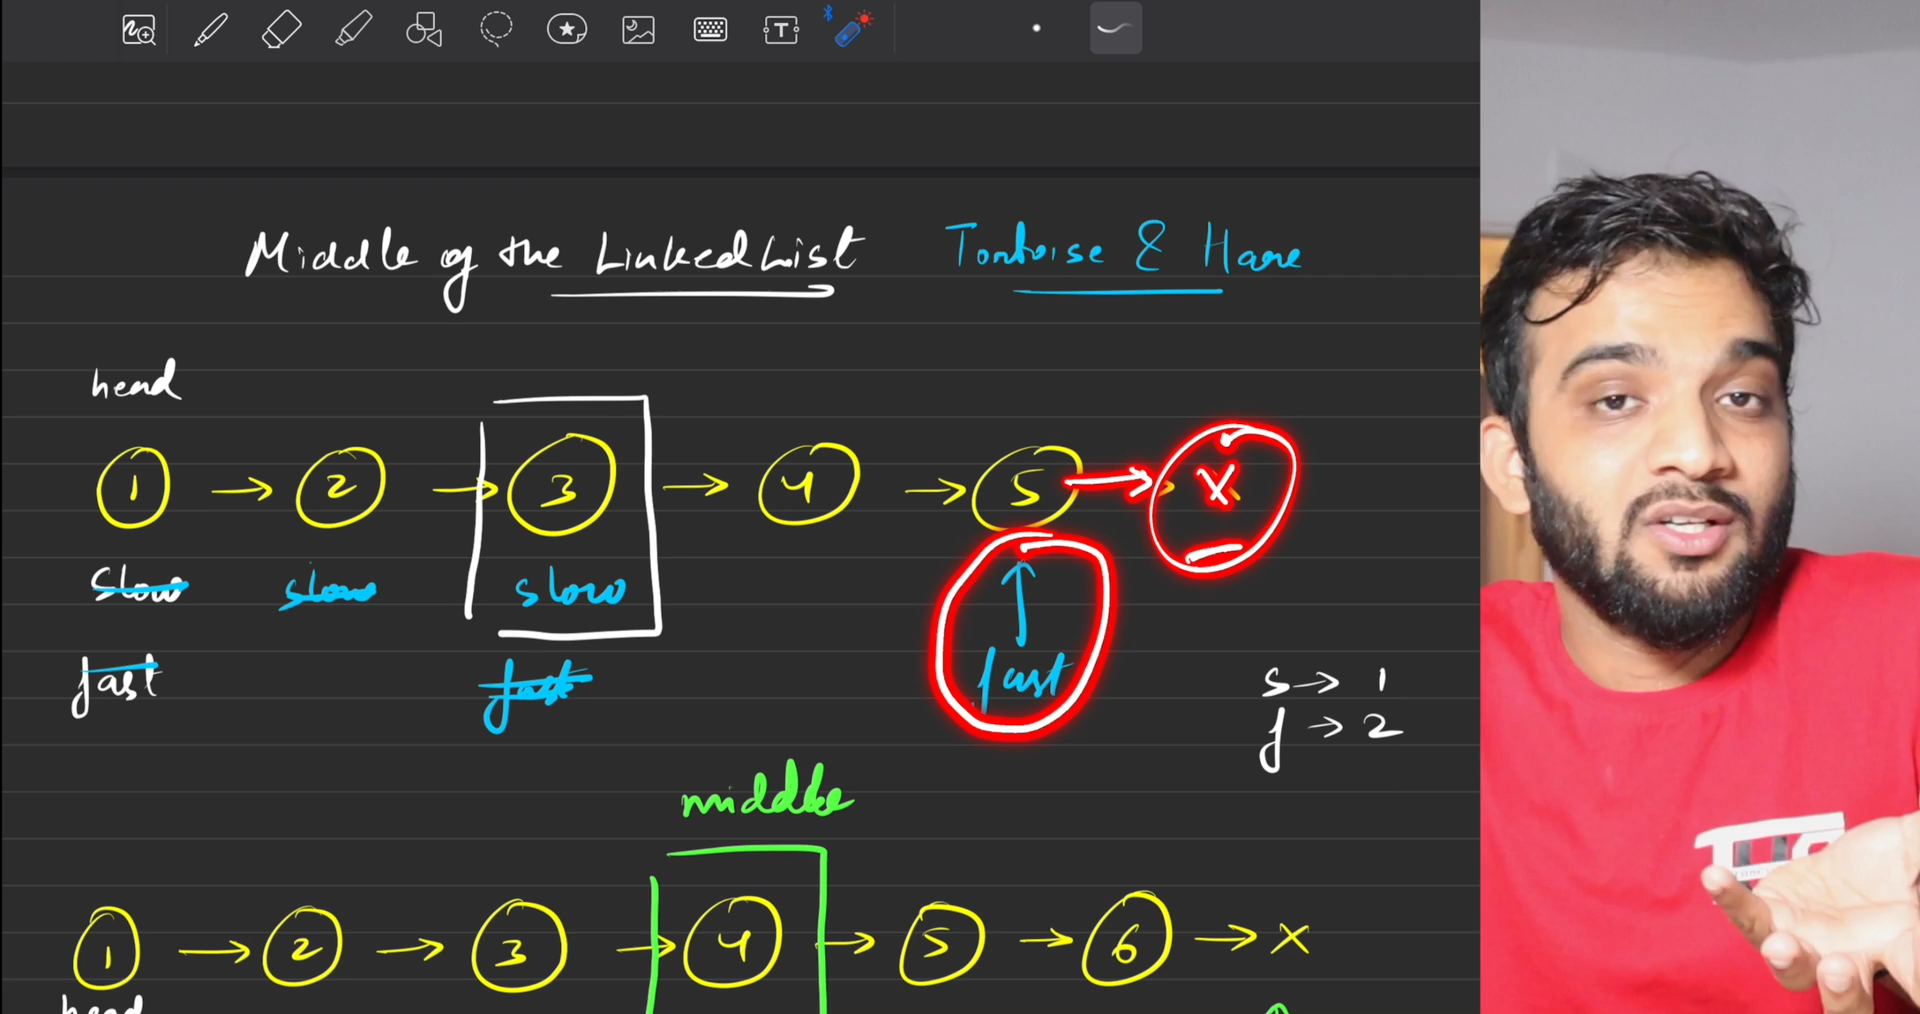 Middle of the LinkedList Tortoise & Hare
head
1 → 2 → 3 → 4 → 5 → X
slow slow slow
fast fast fast
s → 1
f → 2
middle
1 → 2 → 3 → 4 → 5 → 6 → X
head